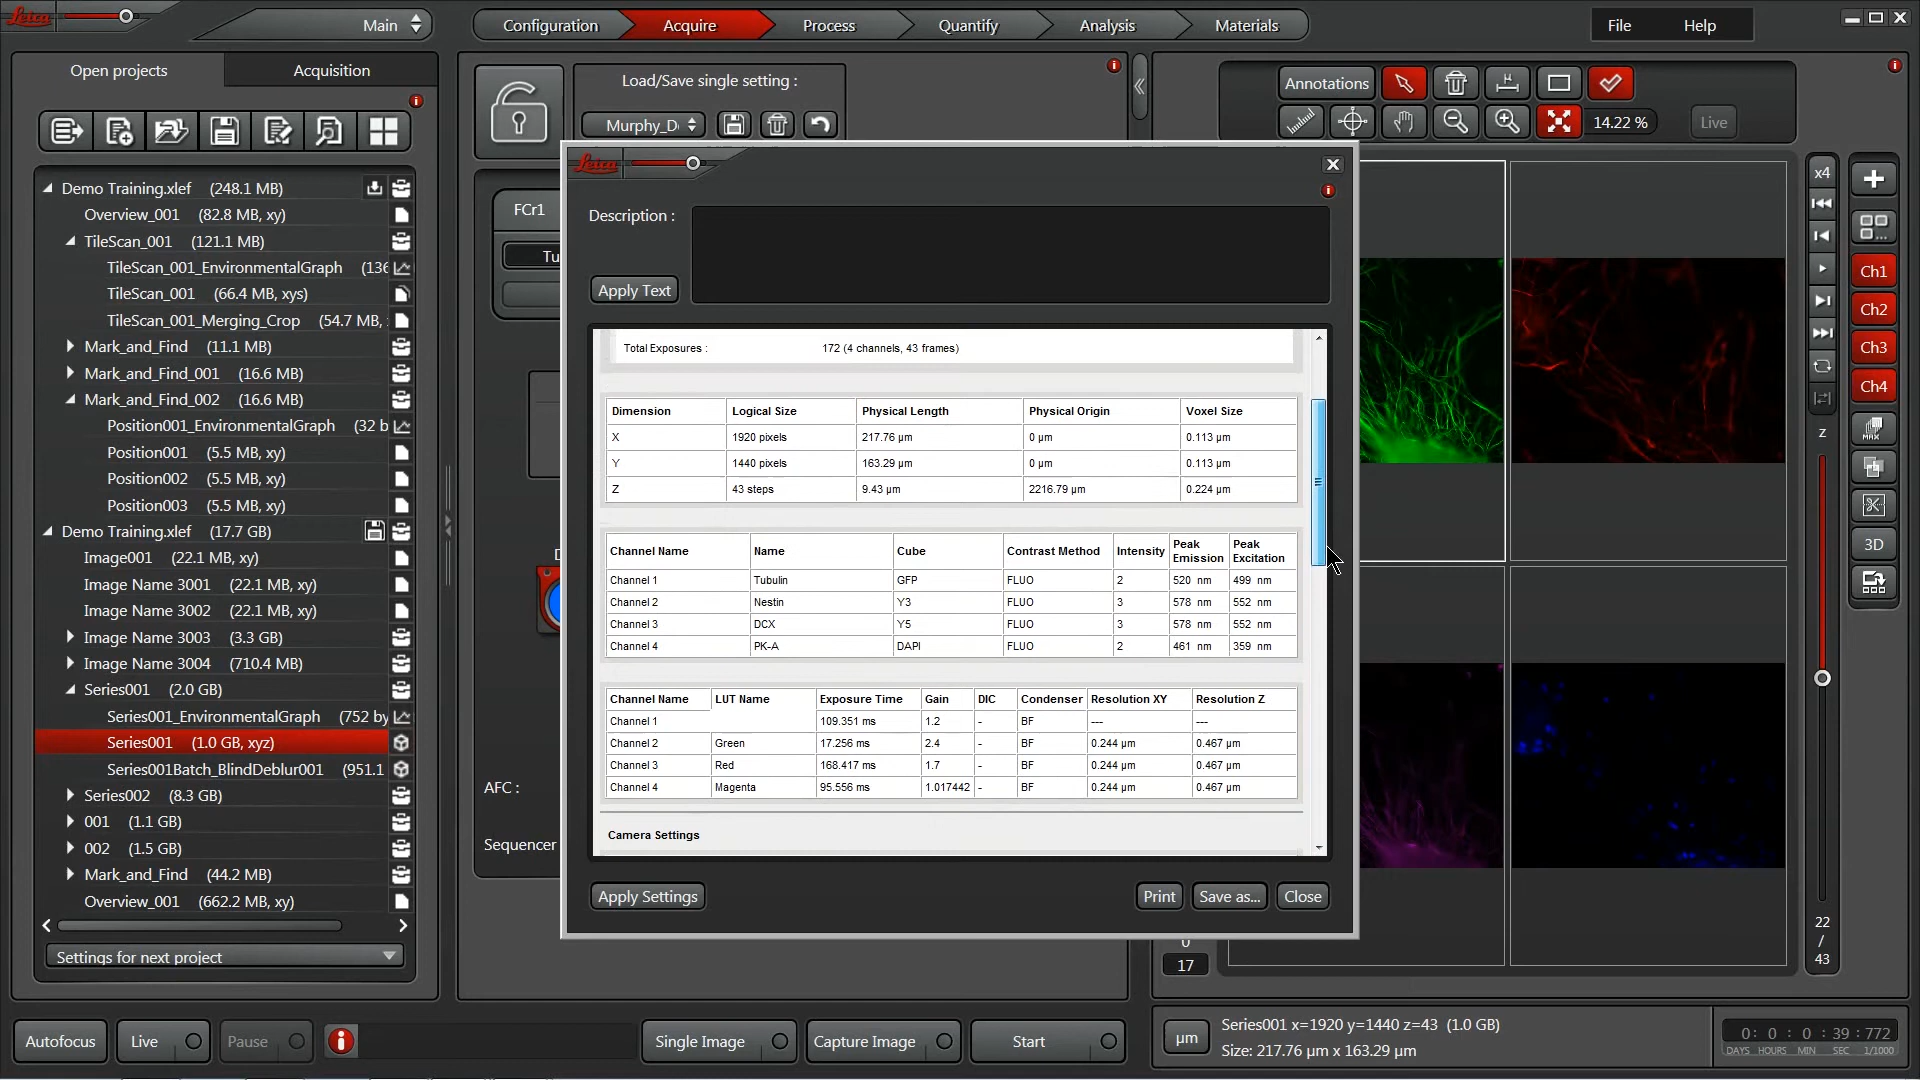 Leica
Main
Configuration
Acquire
Process
Quantify
Analysis
Materials
File
Help
Open projects
Acquisition
Load/Save single setting :
Annotations
14.22 %
Live
Demo Training.xlef (248.1 MB)
Overview_001 (82.8 MB, xy)
TileScan_001 (121.1 MB)
TileScan_001_EnvironmentalGraph (136
TileScan_001 (66.4 MB, xys)
TileScan_001_Merging_Crop (54.7 MB,
Mark_and_Find (11.1 MB)
Mark_and_Find_001 (16.6 MB)
Mark_and_Find_002 (16.6 MB)
Position001_EnvironmentalGraph (32 b
Position001 (5.5 MB, xy)
Position002 (5.5 MB, xy)
Position003 (5.5 MB, xy)
Demo Training.xlef (17.7 GB)
Image001 (22.1 MB, xy)
Image Name 3001 (22.1 MB, xy)
Image Name 3002 (22.1 MB, xy)
Image Name 3003 (3.3 GB)
Image Name 3004 (710.4 MB)
Series001 (2.0 GB)
Series001_EnvironmentalGraph (752 by
Series001 (1.0 GB, xyz)
Series001Batch_BlindDeblur001 (951.1
Series002 (8.3 GB)
001 (1.1 GB)
002 (1.5 GB)
Mark_and_Find (44.2 MB)
Overview_001 (662.2 MB, xy)
Settings for next project
Murphy_D
FCr1
Tu
D
AFC :
Sequencer
Leica
Description :
Apply Text
Total Exposures : 172 (4 channels, 43 frames)
Dimension Logical Size Physical Length Physical Origin Voxel Size
X 1920 pixels 217.76 µm 0 µm 0.113 µm
Y 1440 pixels 163.29 µm 0 µm 0.113 µm
Z 43 steps 9.43 µm 2216.79 µm 0.224 µm
Channel Name Name Cube Contrast Method Intensity Peak Emission Peak Excitation
Channel 1 Tubulin GFP FLUO 2 520 nm 499 nm
Channel 2 Nestin Y3 FLUO 3 578 nm 552 nm
Channel 3 DCX Y5 FLUO 3 578 nm 552 nm
Channel 4 PK-A DAPI FLUO 2 461 nm 359 nm
Channel Name LUT Name Exposure Time Gain DIC Condenser Resolution XY Resolution Z
Channel 1 109.351 ms 1.2 - BF --- ---
Channel 2 Green 17.256 ms 2.4 - BF 0.244 µm 0.467 µm
Channel 3 Red 168.417 ms 1.7 - BF 0.244 µm 0.467 µm
Channel 4 Magenta 95.556 ms 1.017442 - BF 0.244 µm 0.467 µm
Camera Settings
Apply Settings
Print
Save as...
Close
x4
z
22
/
43
Ch1
Ch2
Ch3
Ch4
MAX
3D
0
17
Autofocus
Live
Pause
Single Image
Capture Image
Start
µm
Series001 x=1920 y=1440 z=43 (1.0 GB)
Size: 217.76 µm x 163.29 µm
0: 0: 0: 39: 772
DAYS HOURS MIN SEC 1/1000